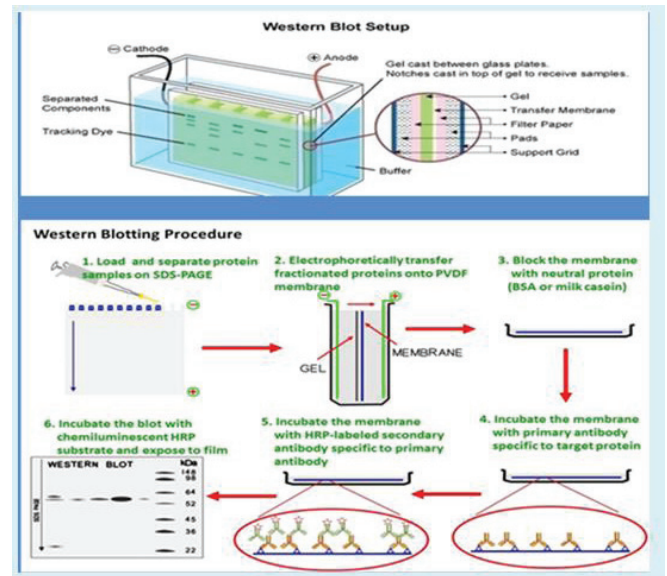 Western Blot Setup
⊖ Cathode
⊕ Anode
Gel cast between glass plates.
Notches cast in top of gel to receive samples.
Separated
Components
Tracking Dye
Gel
Transfer Membrane
Filter Paper
Pads
Support Grid
Buffer
Western Blotting Procedure
1. Load and separate protein
samples on SDS-PAGE
2. Electrophoretically transfer
fractionated proteins onto PVDF
membrane
3. Block the membrane
with neutral protein
(BSA or milk casein)
GEL
MEMBRANE
6. Incubate the blot with
chemiluminescent HRP
substrate and expose to film
5. Incubate the membrane
with HRP-labeled secondary
antibody specific to primary
antibody
4. Incubate the membrane
with primary antibody
specific to target protein
WESTERN BLOT
kDa
148
98
64
52
45
36
22